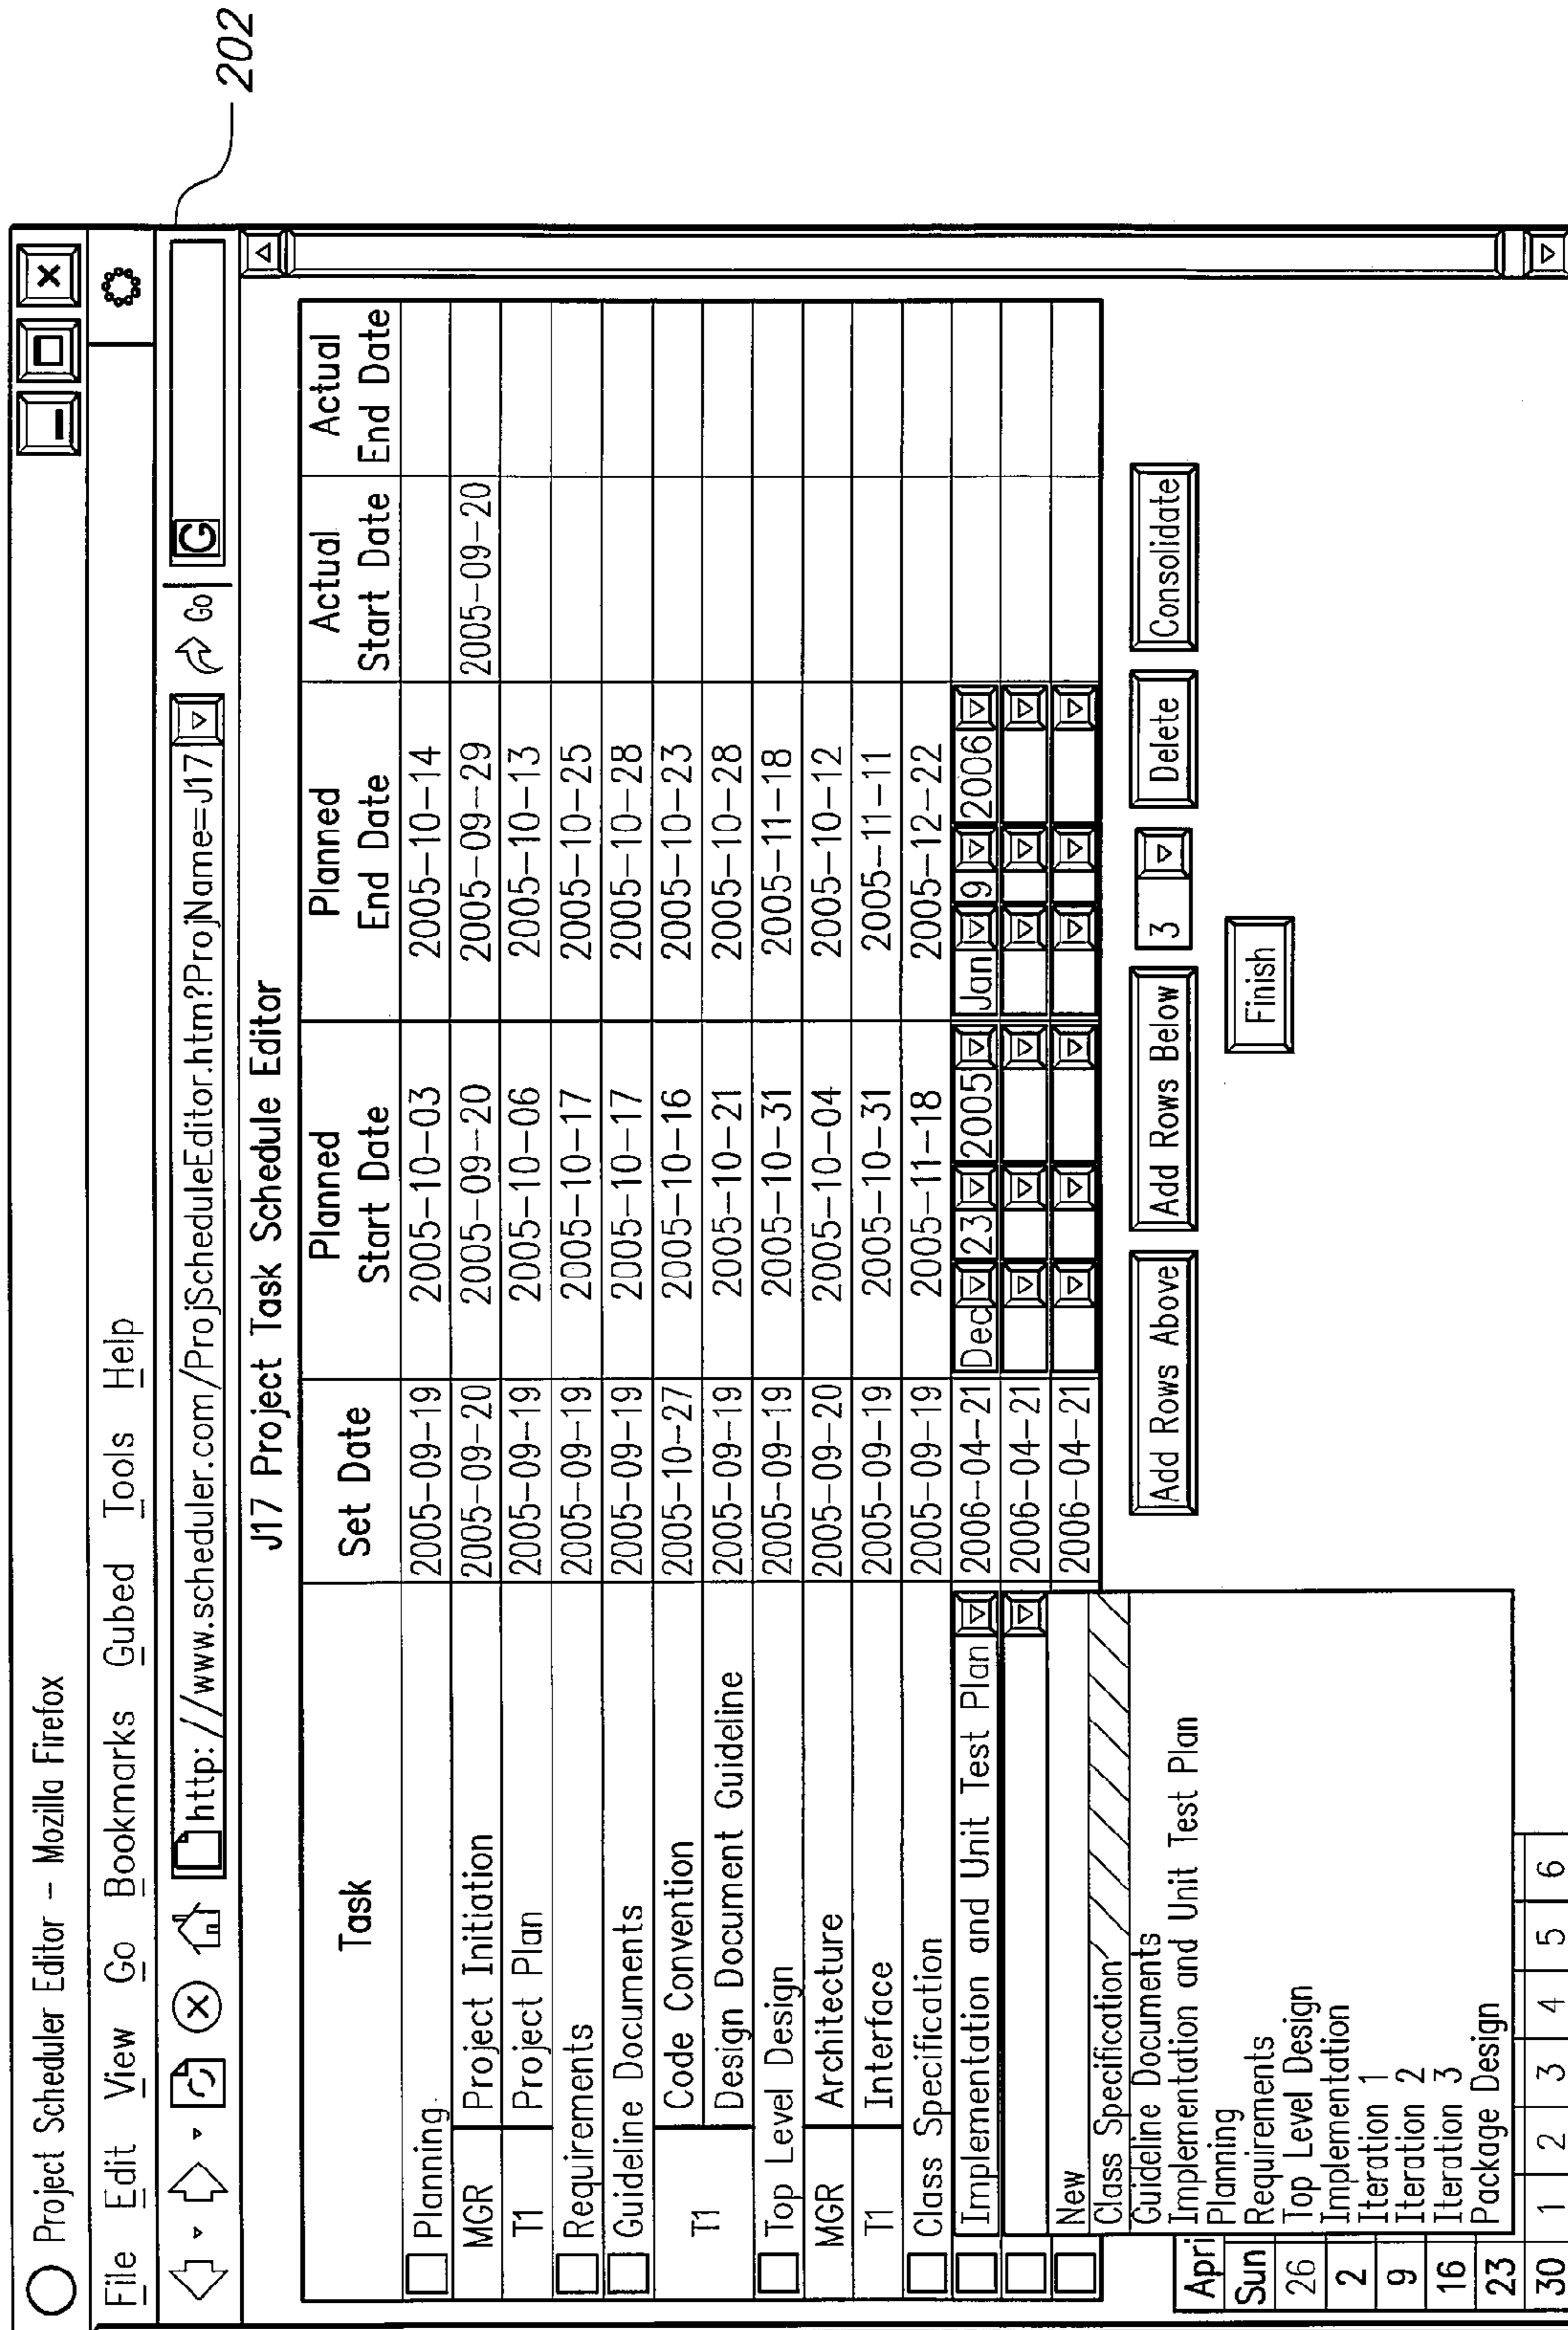 202
Project Scheduler Editor – Mozilla Firefox
File Edit View Go Bookmarks Gubed Tools Help
http://www.scheduler.com/ProjScheduleEditor.htm?ProjName=J17 Go G
J17 Project Task Schedule Editor
Task Set Date Planned Start Date Planned End Date Actual Start Date Actual End Date
Planning 2005-09-19 2005-10-03 2005-10-14
MGR Project Initiation 2005-09-20 2005-09-20 2005-09-29 2005-09-20
T1 Project Plan 2005-09-19 2005-10-06 2005-10-13
Requirements 2005-09-19 2005-10-17 2005-10-25
Guideline Documents 2005-09-19 2005-10-17 2005-10-28
T1 Code Convention 2005-10-27 2005-10-16 2005-10-23
Design Document Guideline 2005-09-19 2005-10-21 2005-10-28
Top Level Design 2005-09-19 2005-10-31 2005-11-18
MGR Architecture 2005-09-20 2005-10-04 2005-10-12
T1 Interface 2005-09-19 2005-10-31 2005-11-11
Class Specification 2005-09-19 2005-11-18 2005-12-22
Implementation and Unit Test Plan 2006-04-21 Dec 23 2005 Jan 9 2006
2006-04-21
New 2006-04-21
Class Specification
Guideline Documents
Implementation and Unit Test Plan
Planning
Requirements
Top Level Design
Implementation
Iteration 1
Iteration 2
Iteration 3
Package Design
Add Rows Above Add Rows Below 3 Delete Consolidate
Finish
Apri
Sun
26
2
9
16
23
30 1 2 3 4 5 6